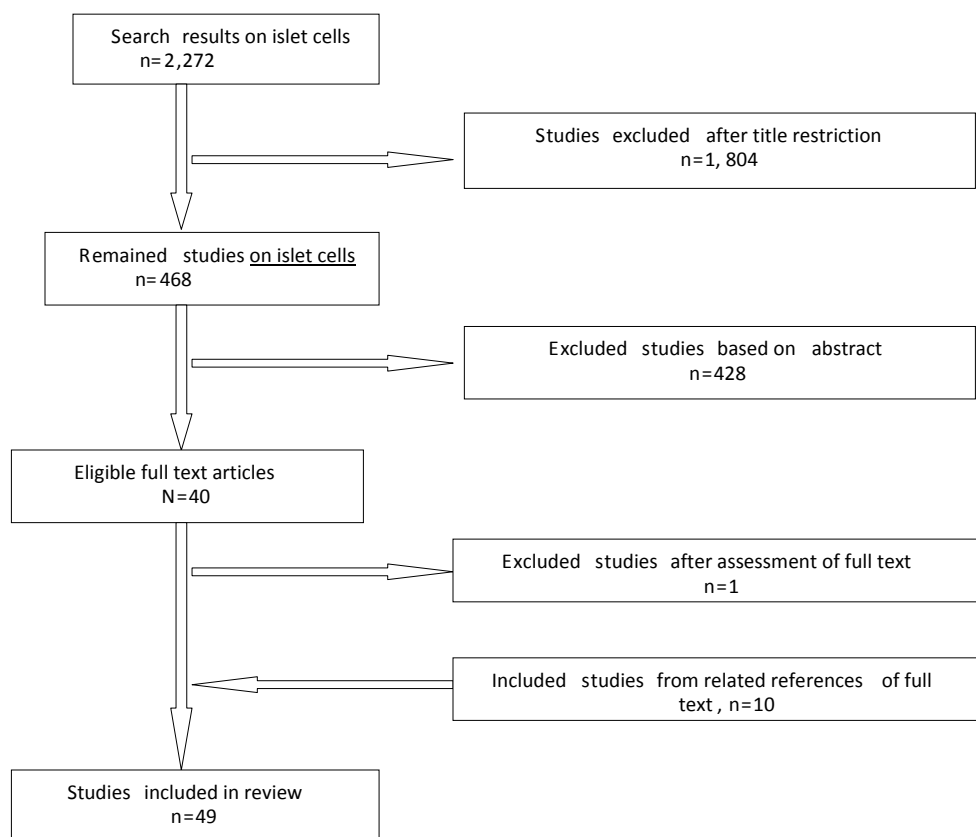 Search results on islet cells
n=2,272
Studies excluded after title restriction
n=1, 804
Remained studies on islet cells
n=468
Excluded studies based on abstract
n=428
Eligible full text articles
N=40
Excluded studies after assessment of full text
n=1
Included studies from related references of full
text , n=10
Studies included in review
n=49